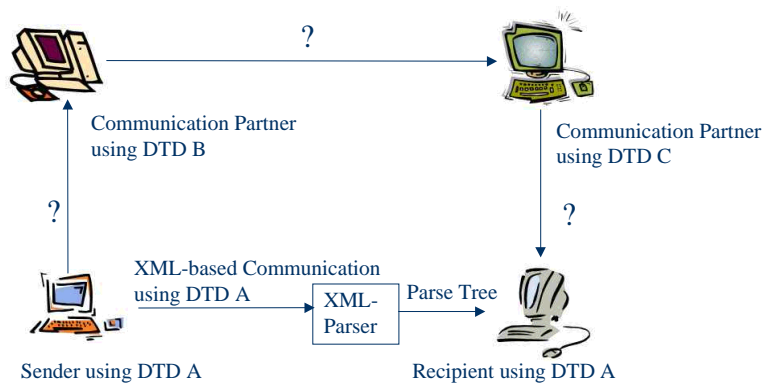 ?
Communication Partner
using DTD B
Communication Partner
using DTD C
?
?
XML-based Communication
using DTD A
XML-
Parser
Parse Tree
Sender using DTD A
Recipient using DTD A